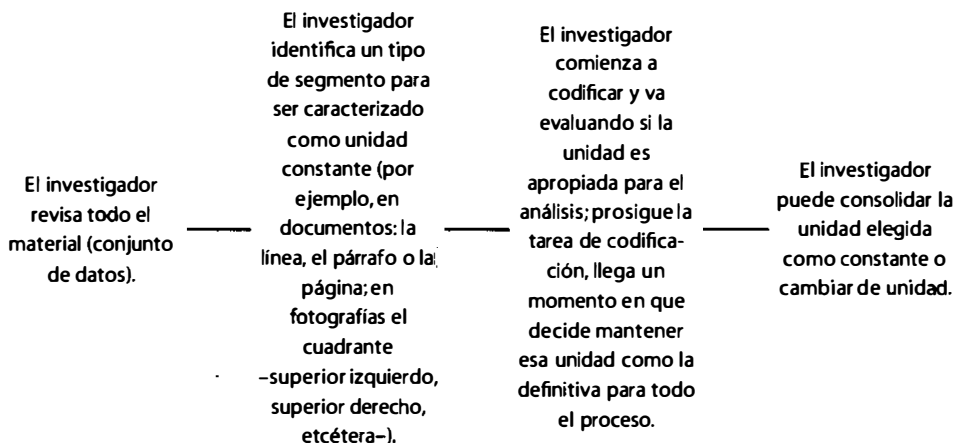 El investigador
revisa todo el
material (conjunto
de datos).
El investigador
identifica un tipo
de segmento para
ser caracterizado
como unidad
constante (por
ejemplo, en
documentos: la
línea, el párrafo o la
página; en
fotografías el
cuadrante
–superior izquierdo,
superior derecho,
etcétera–).
El investigador
comienza a
codificar y va
evaluando si la
unidad es
apropiada para el
análisis; prosigue la
tarea de codifica-
ción, llega un
momento en que
decide mantener
esa unidad como la
definitiva para todo
el proceso.
El investigador
puede consolidar la
unidad elegida
como constante o
cambiar de unidad.